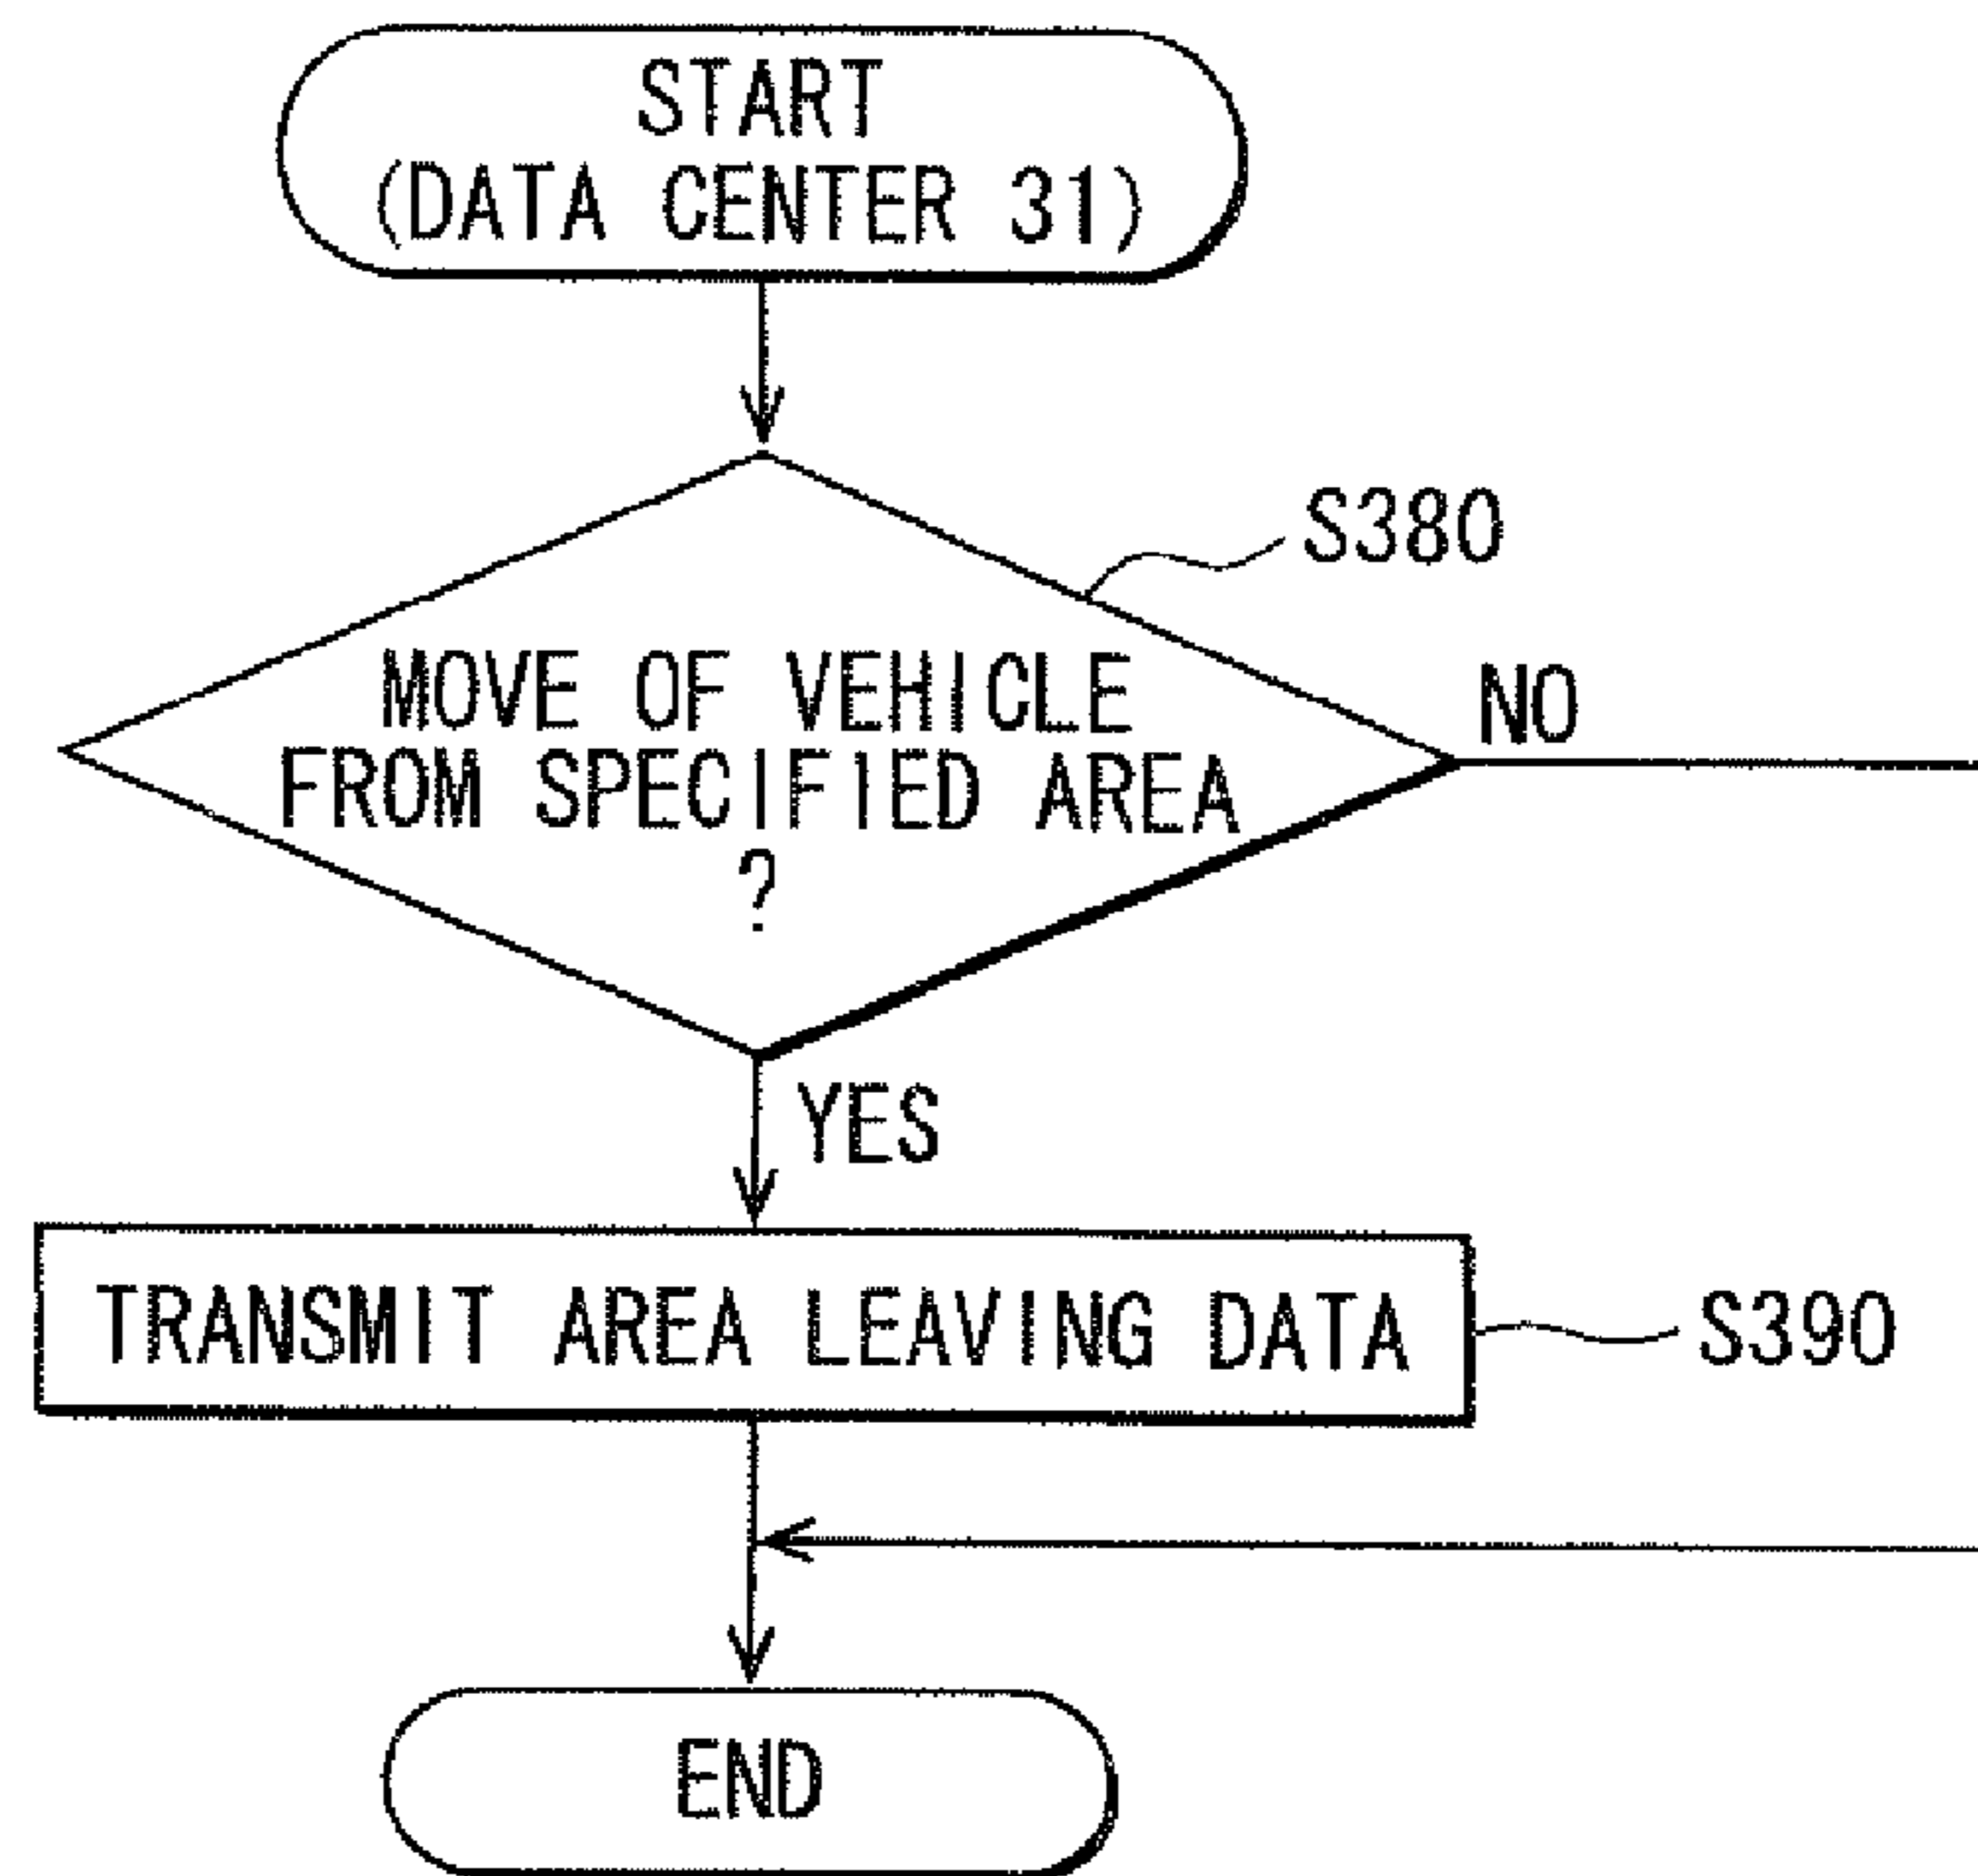 START
(DATA CENTER 31)
S380
MOVE OF VEHICLE
FROM SPECIFIED AREA
?
NO
YES
TRANSMIT AREA LEAVING DATA
S390
END